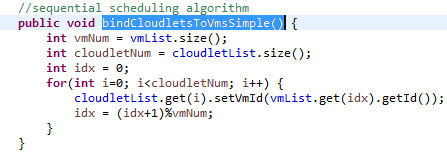 //sequential scheduling algorithm
public void bindCloudletsToVmsSimple() {
int vmNum = vmList.size();
int cloudletNum = cloudletList.size();
int idx = 0;
for(int i=0; i<cloudletNum; i++) {
cloudletList.get(i).setVmId(vmList.get(idx).getId());
idx = (idx+1)%vmNum;
}
}